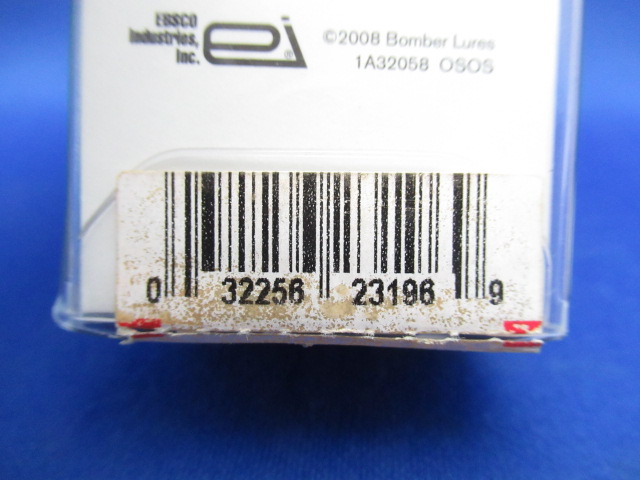 EBSCO
Industries,
Inc.
ei®
©2008 Bomber Lures
1A32058 OSOS
0 32256 23196 9